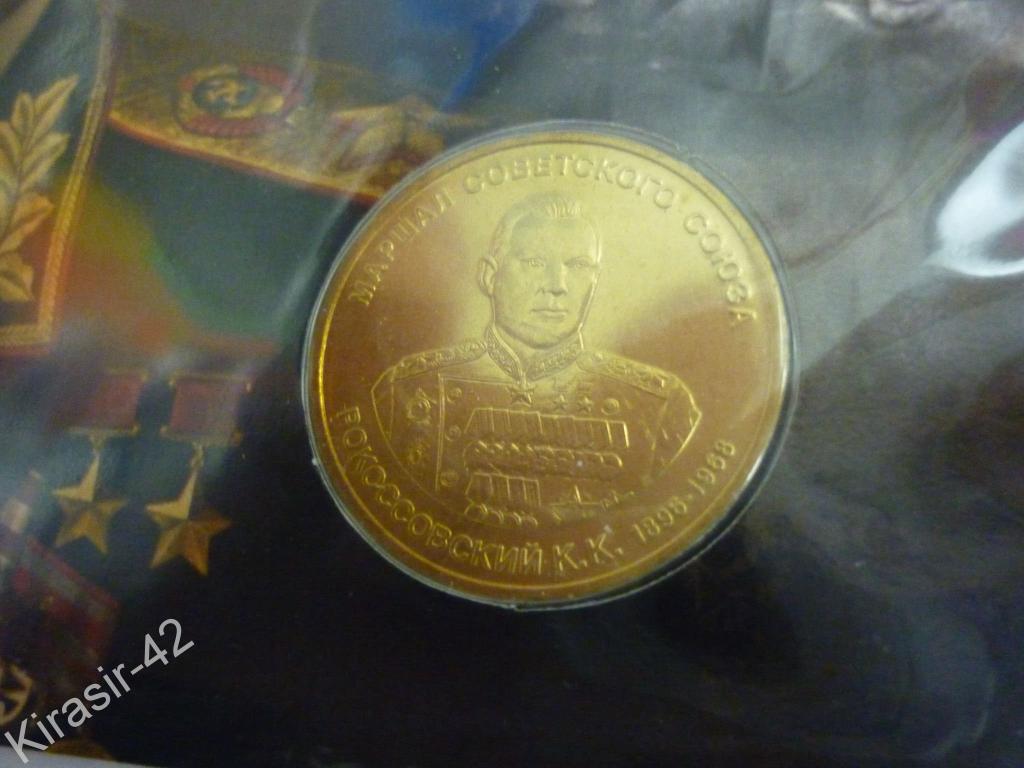 МАРШАЛ СОВЕТСКОГО СОЮЗА
РОКОССОВСКИЙ К.К. 1896-1968
Kirasir-42